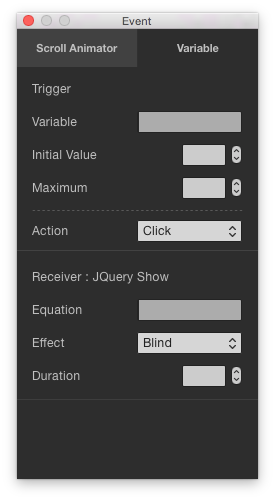 Event
Scroll Animator Variable
Trigger
Variable
Initial Value
Maximum
Action Click
Receiver : JQuery Show
Equation
Effect Blind
Duration